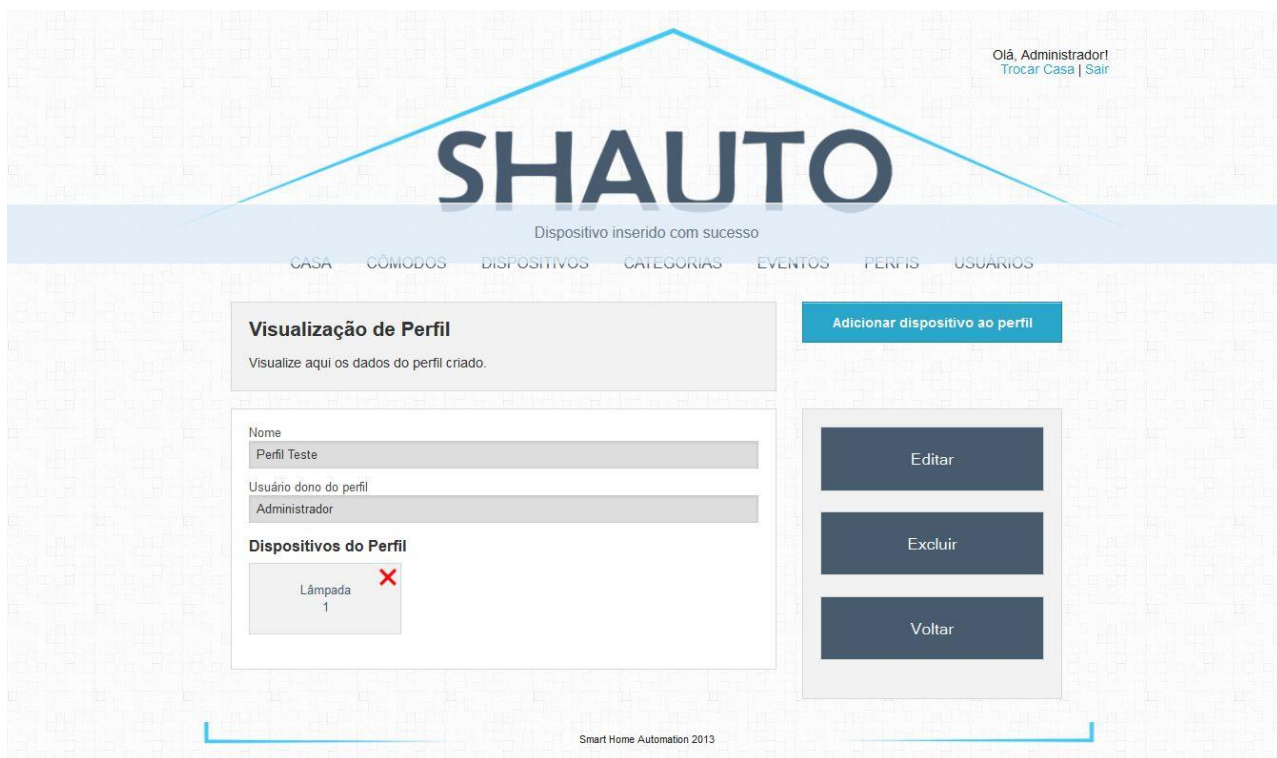 Olá, Administrador!
Trocar Casa | Sair
SHAUTO
Dispositivo inserido com sucesso
CASA CÔMODOS DISPOSITIVOS CATEGORIAS EVENTOS PERFIS USUÁRIOS
Visualização de Perfil
Visualize aqui os dados do perfil criado.
Adicionar dispositivo ao perfil
Nome
Perfil Teste
Usuário dono do perfil
Administrador
Dispositivos do Perfil
Lâmpada
1
Editar
Excluir
Voltar
Smart Home Automation 2013